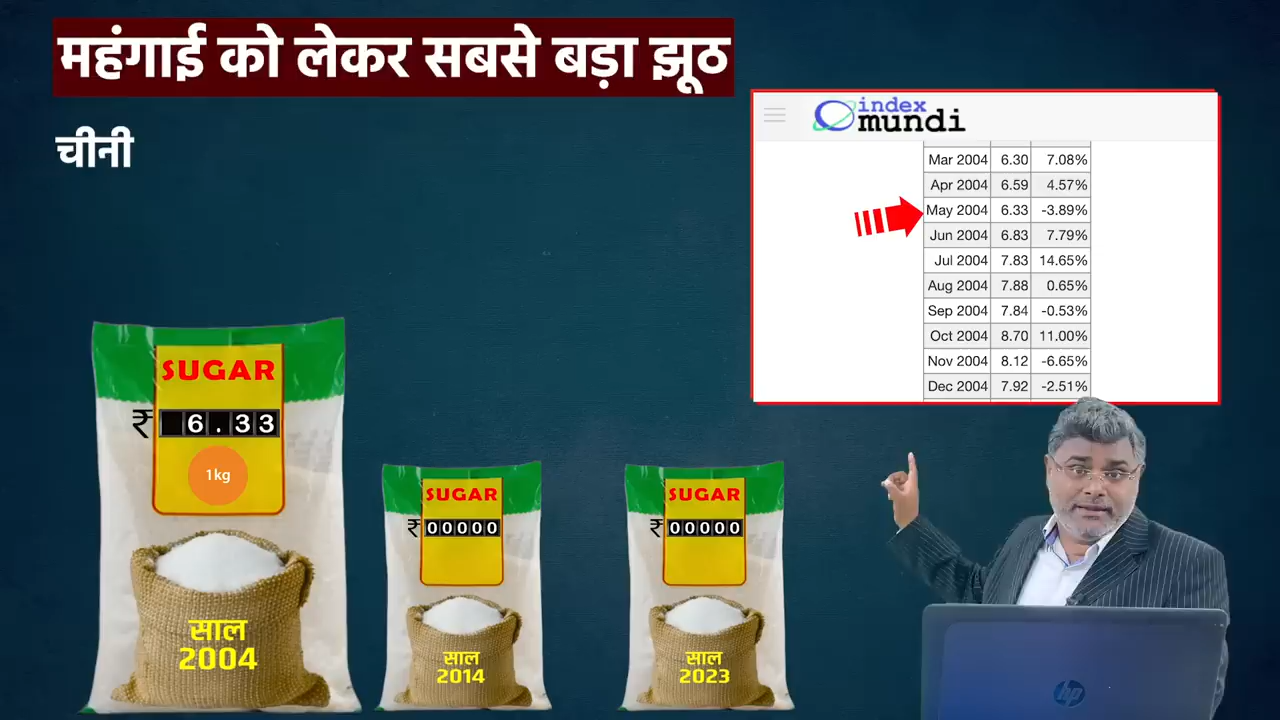 महंगाई को लेकर सबसे बड़ा झूठ
चीनी
index
mundi
Mar 2004 6.30 7.08%
Apr 2004 6.59 4.57%
May 2004 6.33 -3.89%
Jun 2004 6.83 7.79%
Jul 2004 7.83 14.65%
Aug 2004 7.88 0.65%
Sep 2004 7.84 -0.53%
Oct 2004 8.70 11.00%
Nov 2004 8.12 -6.65%
Dec 2004 7.92 -2.51%
SUGAR
₹ 6.33
1kg
साल
2004
SUGAR
₹00000
साल
2014
SUGAR
₹00000
साल
2023
hp